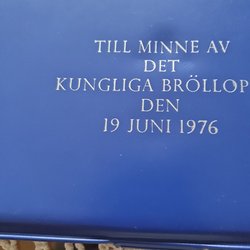 TILL MINNE AV
DET
KUNGLIGA BRÖLLOP
DEN
19 JUNI 1976